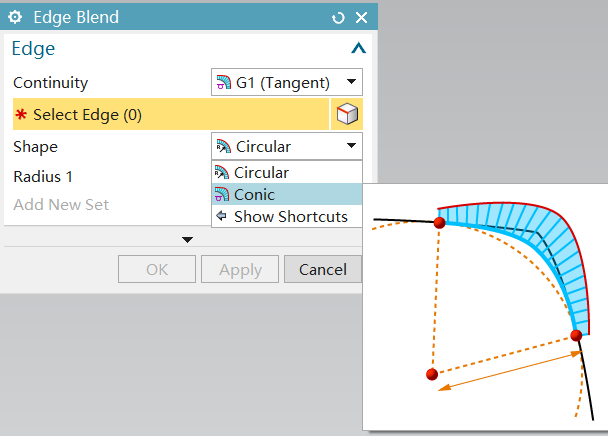 Edge Blend
Edge
Continuity G1 (Tangent)
* Select Edge (0)
Shape Circular
Circular
Radius 1
Conic
Add New Set
Show Shortcuts
OK Apply Cancel